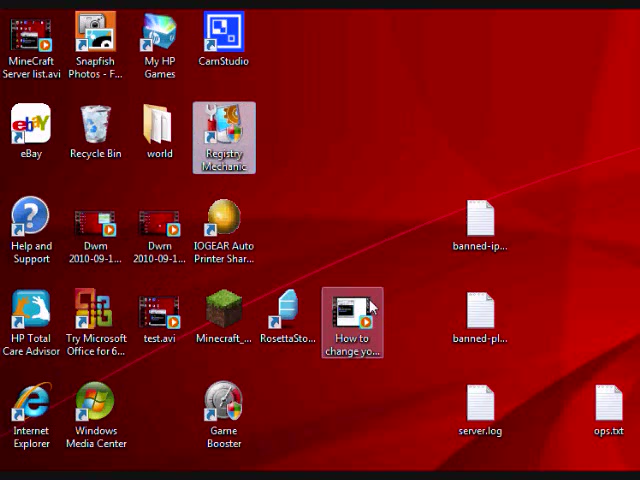 MineCraft
Server list.avi
Snapfish
Photos - F...
My HP
Games
CamStudio
ebay
eBay
Recycle Bin
world
Registry
Mechanic
Help and
Support
Dwm
2010-09-1...
Dwm
2010-09-1...
IOGEAR Auto
Printer Shar...
banned-ip...
HP Total
Care Advisor
Try Microsoft
Office for 6...
test.avi
Minecraft_...
RosettaSto...
How to
change yo...
banned-pl...
Internet
Explorer
Windows
Media Center
Game
Booster
server.log
ops.txt